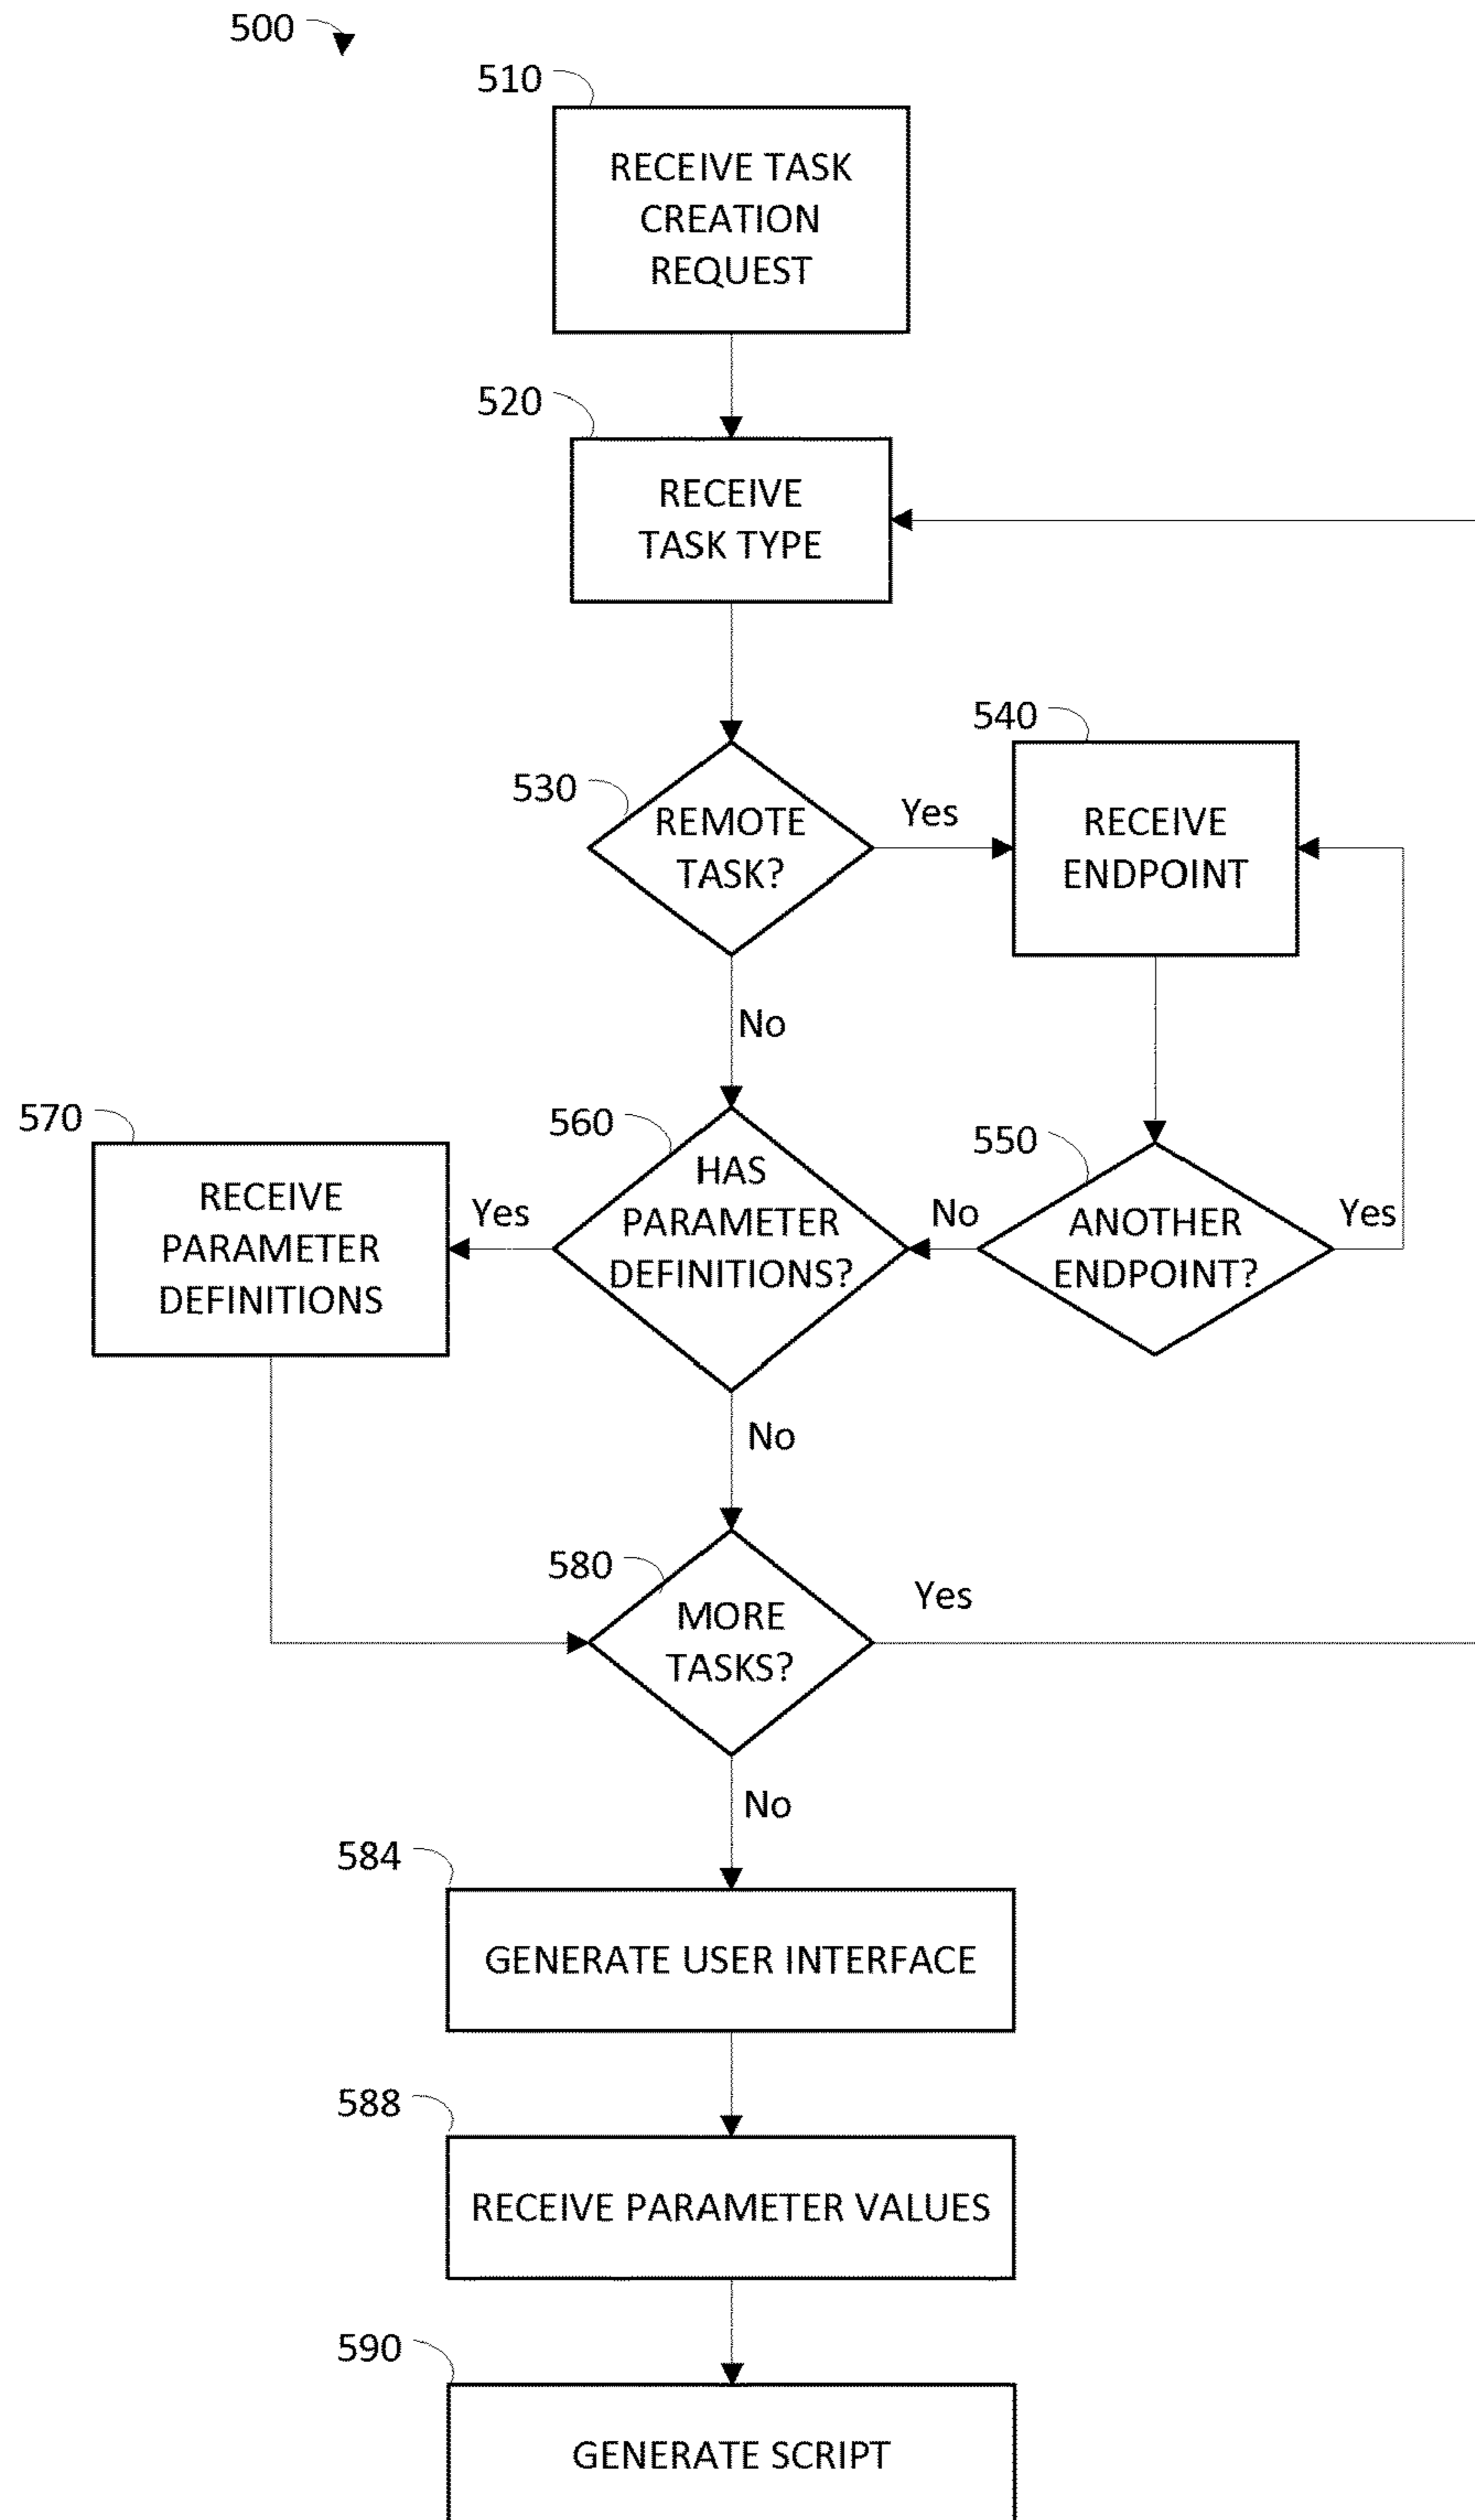 500
510
RECEIVE TASK
CREATION
REQUEST
520
RECEIVE
TASK TYPE
530
REMOTE
TASK?
Yes
540
RECEIVE
ENDPOINT
No
570
RECEIVE
PARAMETER
DEFINITIONS
Yes
560
HAS
PARAMETER
DEFINITIONS?
No
550
ANOTHER
ENDPOINT?
Yes
No
580
MORE
TASKS?
Yes
No
584
GENERATE USER INTERFACE
588
RECEIVE PARAMETER VALUES
590
GENERATE SCRIPT